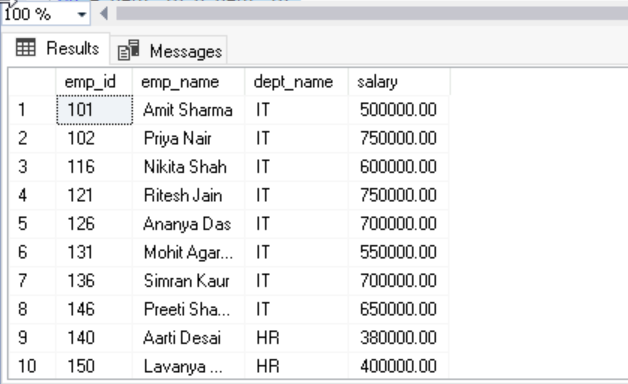 100 %
Results Messages
emp_id emp_name dept_name salary
1 101 Amit Sharma IT 500000.00
2 102 Priya Nair IT 750000.00
3 116 Nikita Shah IT 600000.00
4 121 Ritesh Jain IT 750000.00
5 126 Ananya Das IT 700000.00
6 131 Mohit Agar... IT 550000.00
7 136 Simran Kaur IT 700000.00
8 146 Preeti Sha... IT 650000.00
9 140 Aarti Desai HR 380000.00
10 150 Lavanya ... HR 400000.00